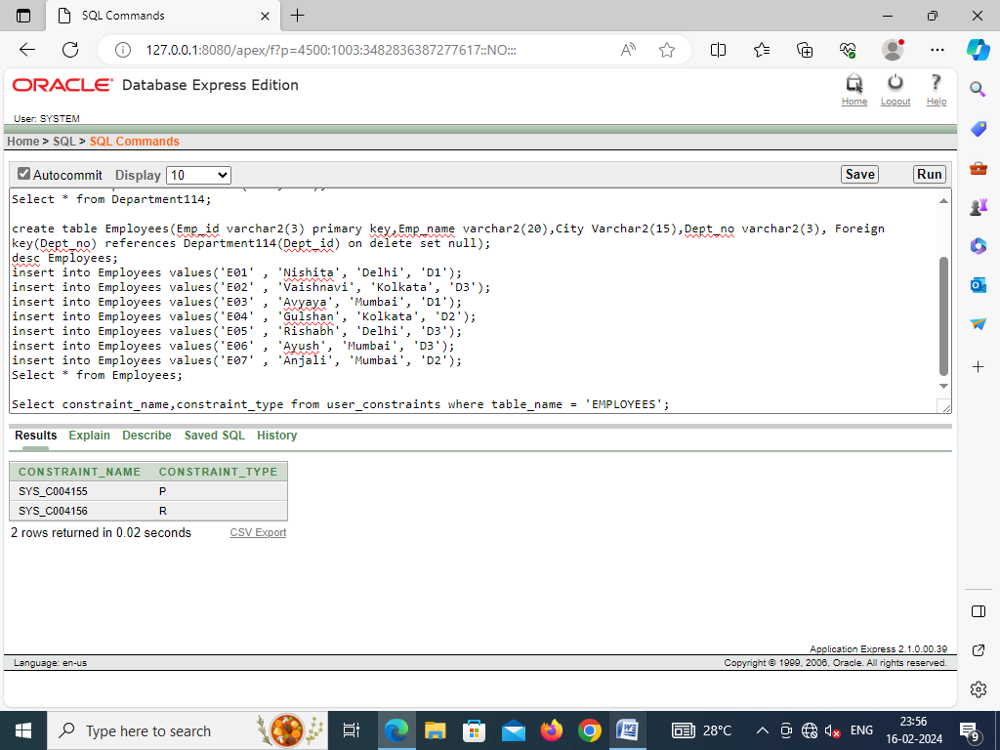 SQL Commands
127.0.0.1:8080/apex/f?p=4500:1003:3482836387277617::NO:::
ORACLE Database Express Edition
Home Logout Help
User: SYSTEM
Home > SQL > SQL Commands
Autocommit Display 10 Save Run
Select * from Department114;
create table Employees(Emp_id varchar2(3) primary key,Emp_name varchar2(20),City Varchar2(15),Dept_no varchar2(3), Foreign
key(Dept_no) references Department114(Dept_id) on delete set null);
desc Employees;
insert into Employees values('E01' , 'Nishita', 'Delhi', 'D1');
insert into Employees values('E02' , 'Vaishnavi', 'Kolkata', 'D3');
insert into Employees values('E03' , 'Avyaya', 'Mumbai', 'D1');
insert into Employees values('E04' , 'Gulshan', 'Kolkata', 'D2');
insert into Employees values('E05' , 'Rishabh', 'Delhi', 'D3');
insert into Employees values('E06' , 'Ayush', 'Mumbai', 'D3');
insert into Employees values('E07' , 'Anjali', 'Mumbai', 'D2');
Select * from Employees;
Select constraint_name,constraint_type from user_constraints where table_name = 'EMPLOYEES';
Results Explain Describe Saved SQL History
CONSTRAINT_NAME CONSTRAINT_TYPE
SYS_C004155 P
SYS_C004156 R
2 rows returned in 0.02 seconds CSV Export
Application Express 2.1.0.00.39
Language: en-us Copyright © 1999, 2006, Oracle. All rights reserved.
Type here to search 28°C ENG 23:56
16-02-2024 9